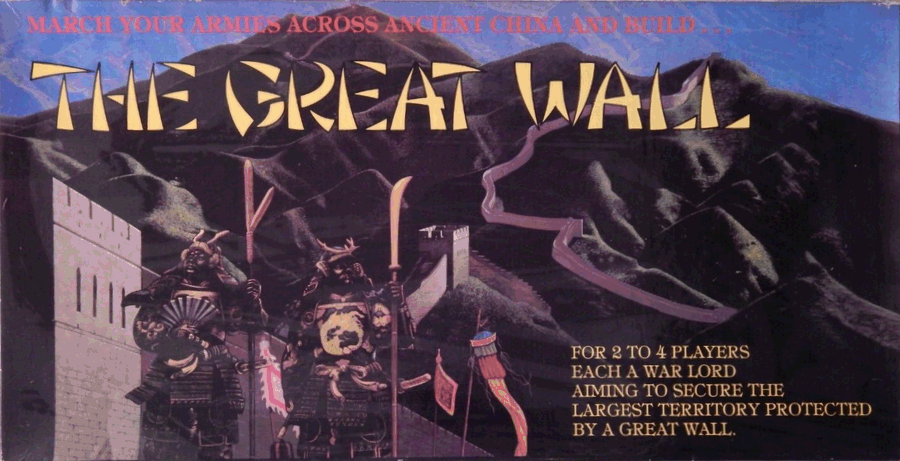 MARCH YOUR ARMIES ACROSS ANCIENT CHINA AND BUILD . . .
THE GREAT WALL
FOR 2 TO 4 PLAYERS
EACH A WAR LORD
AIMING TO SECURE THE
LARGEST TERRITORY PROTECTED
BY A GREAT WALL.